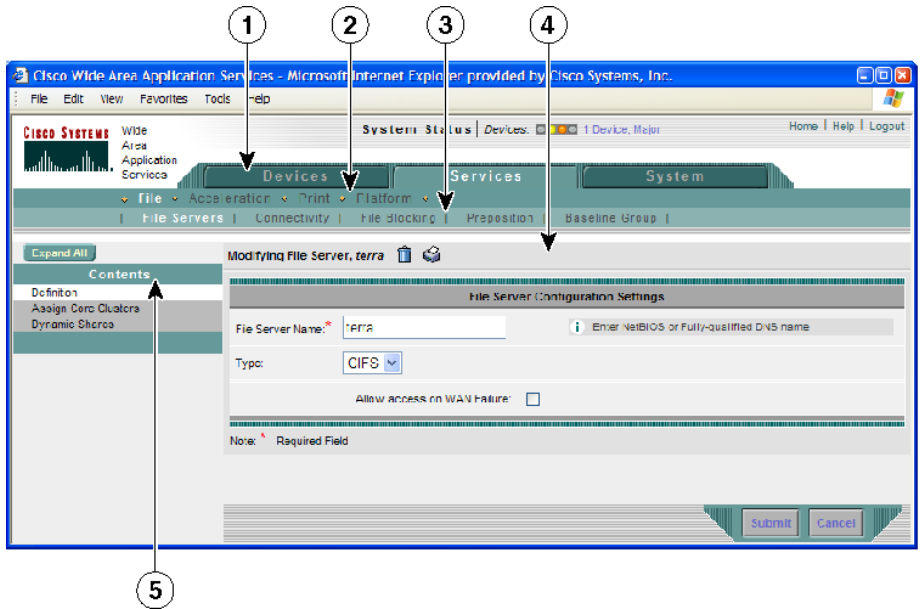 1 2 3 4
Cisco Wide Area Application Services - Microsoft Internet Explorer provided by Cisco Systems, Inc.
File Edit View Favorites Tools Help
CISCO SYSTEMS
Wide
Area
Application
Services
System Status Devices: 1 Device, Major
Home | Help | Logout
Devices Services System
File Acceleration Print Platform
| File Servers | Connectivity | File Blocking | Preposition | Baseline Group |
Expand All
Contents
Definition
Assign Core Clusters
Dynamic Shares
Modifying File Server, terra
File Server Configuration Settings
File Server Name:* terra
i Enter NetBIOS or Fully-qualified DNS name
Type: CIFS
Allow access on WAN Failure:
Note: * Required Field
Submit Cancel
5